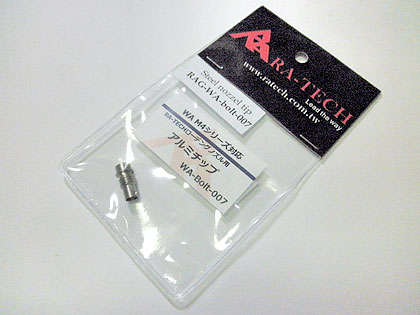 RA-TECH
Lead the way
www.ratech.com.tw
Steel nozzel tip
RAG-WA-bolt-007
WA M4シリーズ対応
RA-TECHローディングノズル用
アルミチップ
WA-Bolt-007